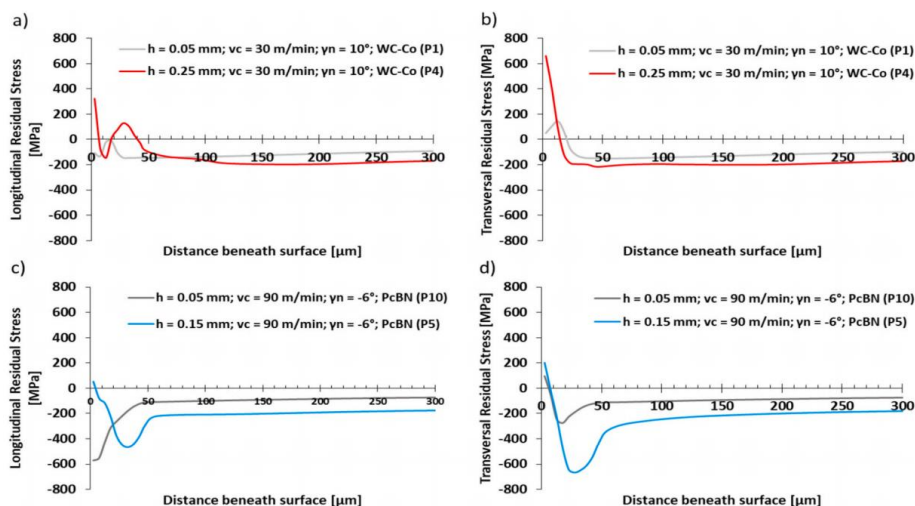 a)
h = 0.05 mm; vc = 30 m/min; γn = 10°; WC-Co (P1)
h = 0.25 mm; vc = 30 m/min; γn = 10°; WC-Co (P4)
Longitudinal Residual Stress
[MPa]
800
600
400
200
0
-200
-400
-600
-800
0
50
100
150
200
250
300
Distance beneath surface [µm]
b)
h = 0.05 mm; vc = 30 m/min; γn = 10°; WC-Co (P1)
h = 0.25 mm; vc = 30 m/min; γn = 10°; WC-Co (P4)
Transversal Residual Stress [MPa]
800
600
400
200
0
-200
-400
-600
-800
0
50
100
150
200
250
300
Distance beneath surface [µm]
c)
h = 0.05 mm; vc = 90 m/min; γn = -6°; PcBN (P10)
h = 0.15 mm; vc = 90 m/min; γn = -6°; PcBN (P5)
Longitudinal Residual Stress
[MPa]
800
600
400
200
0
-200
-400
-600
-800
0
50
100
150
200
250
300
Distance beneath surface [µm]
d)
h = 0.05 mm; vc = 90 m/min; γn = -6°; PcBN (P10)
h = 0.15 mm; vc = 90 m/min; γn = -6°; PcBN (P5)
Transversal Residual Stress [MPa]
800
600
400
200
0
-200
-400
-600
-800
0
50
100
150
200
250
300
Distance beneath surface [µm]